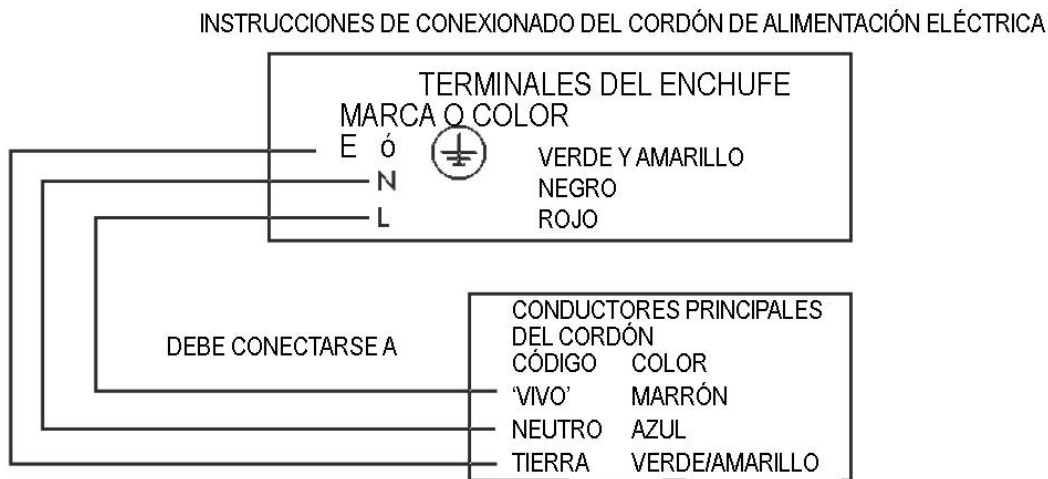 INSTRUCCIONES DE CONEXIONADO DEL CORDÓN DE ALIMENTACIÓN ELÉCTRICA
TERMINALES DEL ENCHUFE
MARCA O COLOR
E ó VERDE Y AMARILLO
N NEGRO
L ROJO
DEBE CONECTARSE A
CONDUCTORES PRINCIPALES
DEL CORDÓN
CÓDIGO COLOR
'VIVO' MARRÓN
NEUTRO AZUL
TIERRA VERDE/AMARILLO